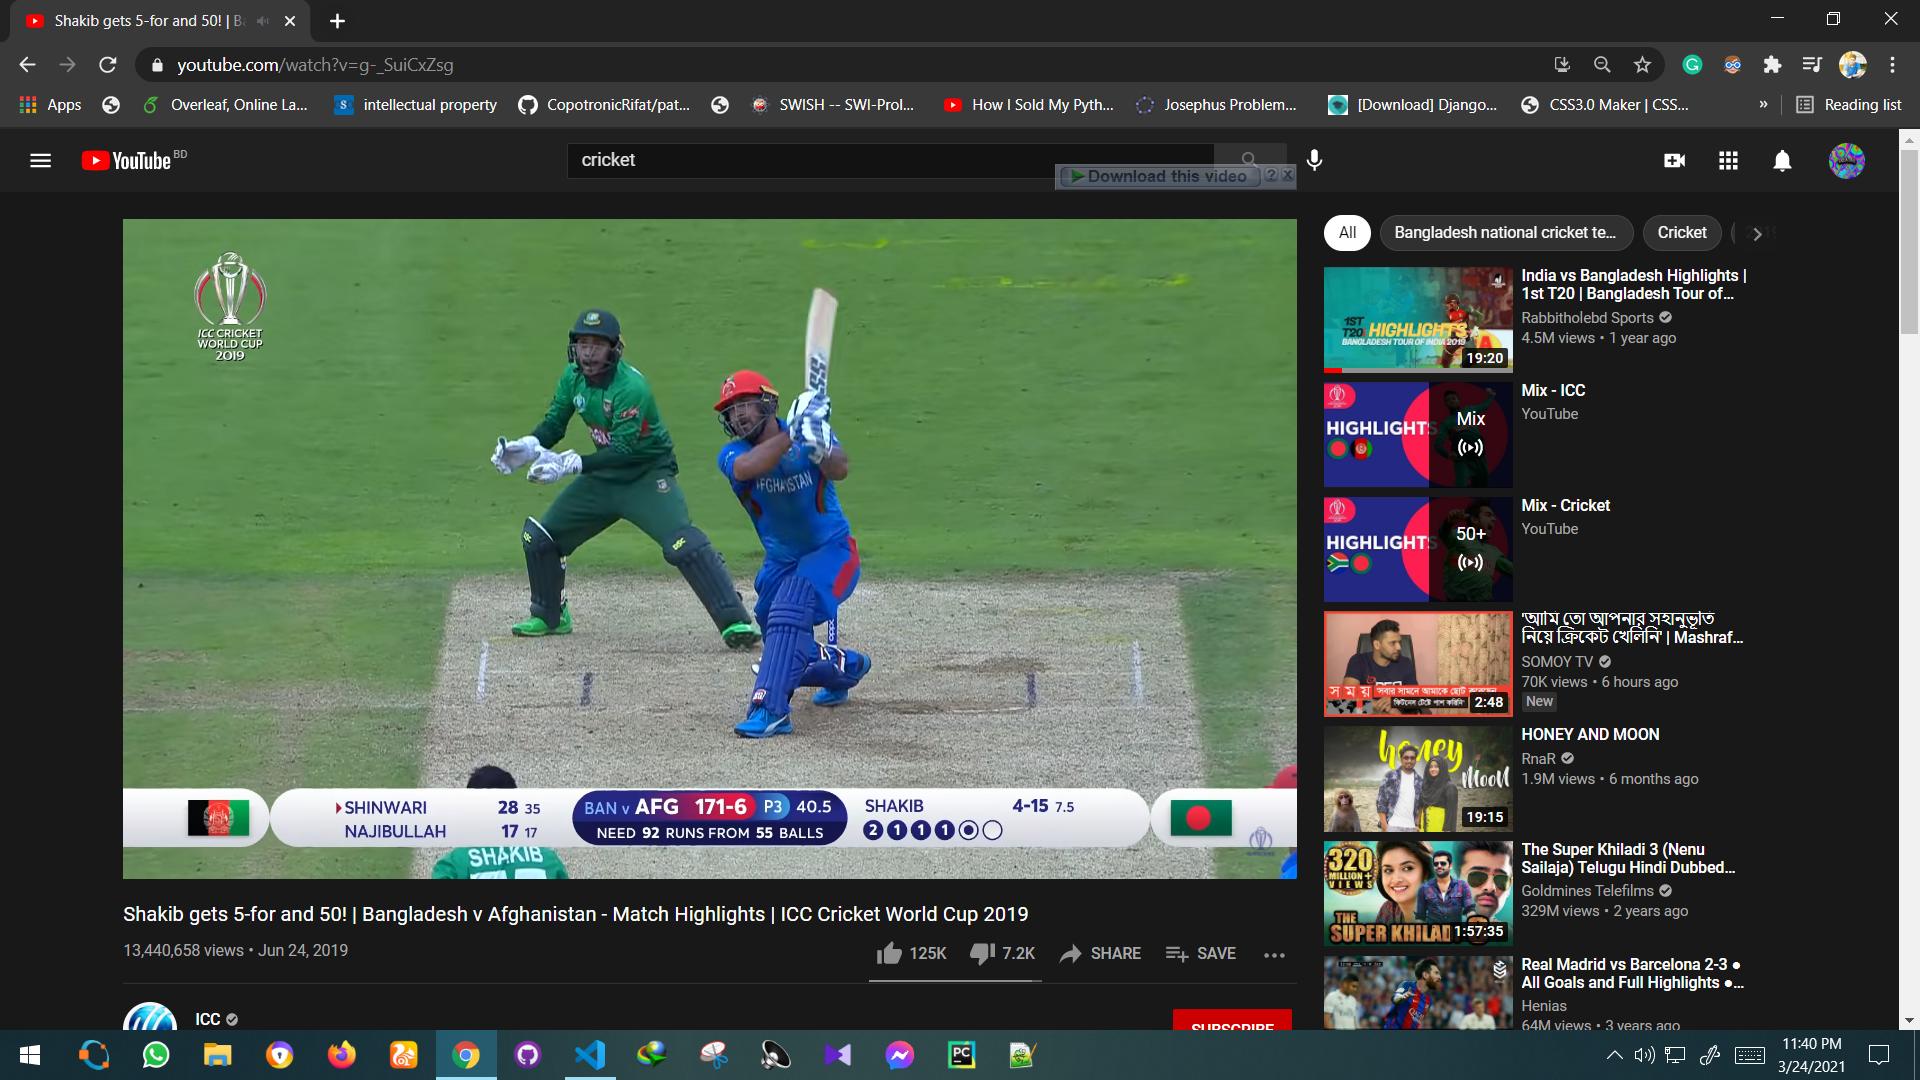 Shakib gets 5-for and 50! | Ba
youtube.com/watch?v=g-_SuiCxZsg
Apps
Overleaf, Online La...
intellectual property
CopotronicRifat/pat...
SWISH -- SWI-Prol...
How I Sold My Pyth...
Josephus Problem...
[Download] Django...
CSS3.0 Maker | CSS...
»
Reading list
YouTube BD
cricket
Download this video ? x
ICC CRICKET
WORLD CUP
2019
AFGHANISTAN
SHINWARI 28 35
NAJIBULLAH 17 17
BAN v AFG 171-6 P3 40.5
NEED 92 RUNS FROM 55 BALLS
SHAKIB 4-15 7.5
2 1 1 1
SHAKIB
Shakib gets 5-for and 50! | Bangladesh v Afghanistan - Match Highlights | ICC Cricket World Cup 2019
13,440,658 views • Jun 24, 2019
125K
7.2K
SHARE
SAVE
ICC
SUBSCRIBE
All
Bangladesh national cricket te...
Cricket
1ST
T20
HIGHLIGHTS
BANGLADESH TOUR OF INDIA 2019
19:20
India vs Bangladesh Highlights |
1st T20 | Bangladesh Tour of...
Rabbitholebd Sports
4.5M views • 1 year ago
HIGHLIGHTS
Mix
Mix - ICC
YouTube
HIGHLIGHTS
50+
Mix - Cricket
YouTube
সময়
2:48
'আমি তো আপনার সহানুভূতি
নিয়ে ক্রিকেট খেলিনি' | Mashraf...
SOMOY TV
70K views • 6 hours ago
New
honey
Moon
19:15
HONEY AND MOON
RnaR
1.9M views • 6 months ago
320
MILLION+
VIEWS
THE
SUPER KHILADI
1:57:35
The Super Khiladi 3 (Nenu
Sailaja) Telugu Hindi Dubbed...
Goldmines Telefilms
329M views • 2 years ago
Real Madrid vs Barcelona 2-3 ●
All Goals and Full Highlights ●...
Henias
64M views • 3 years ago
PC
11:40 PM
3/24/2021